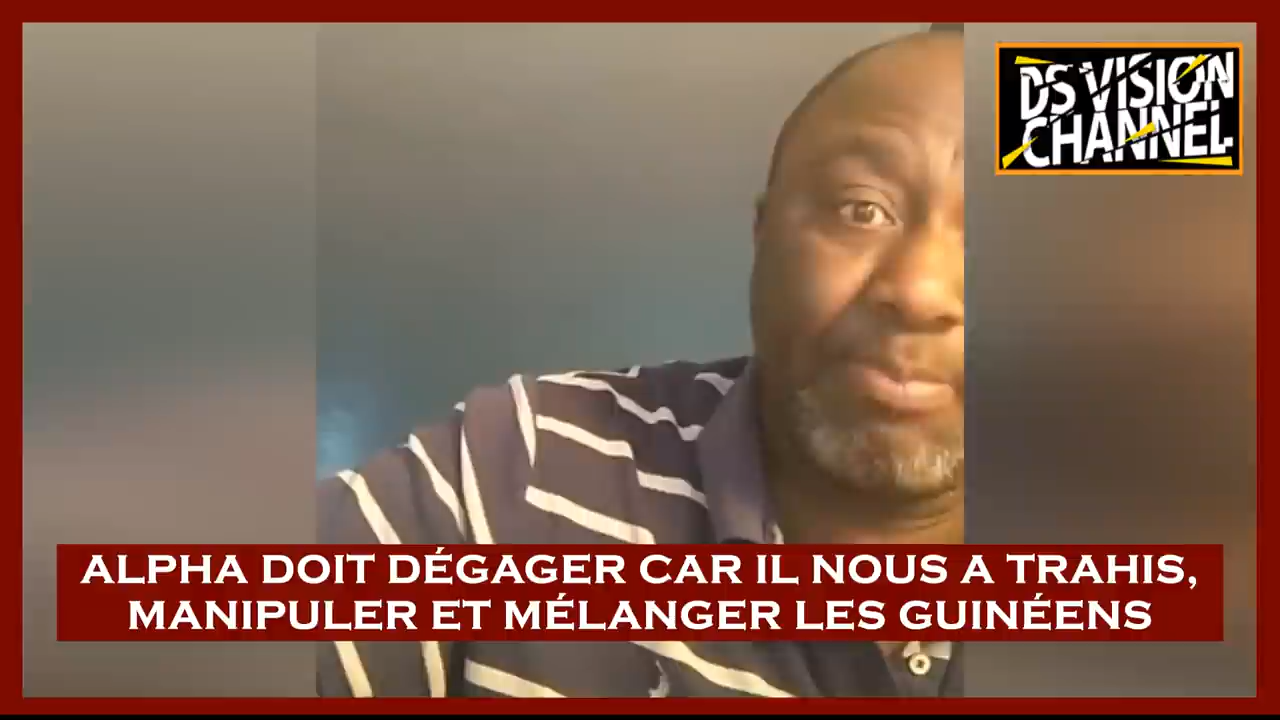 DS VISION
CHANNEL
ALPHA DOIT DÉGAGER CAR IL NOUS A TRAHIS,
MANIPULER ET MÉLANGER LES GUINÉENS